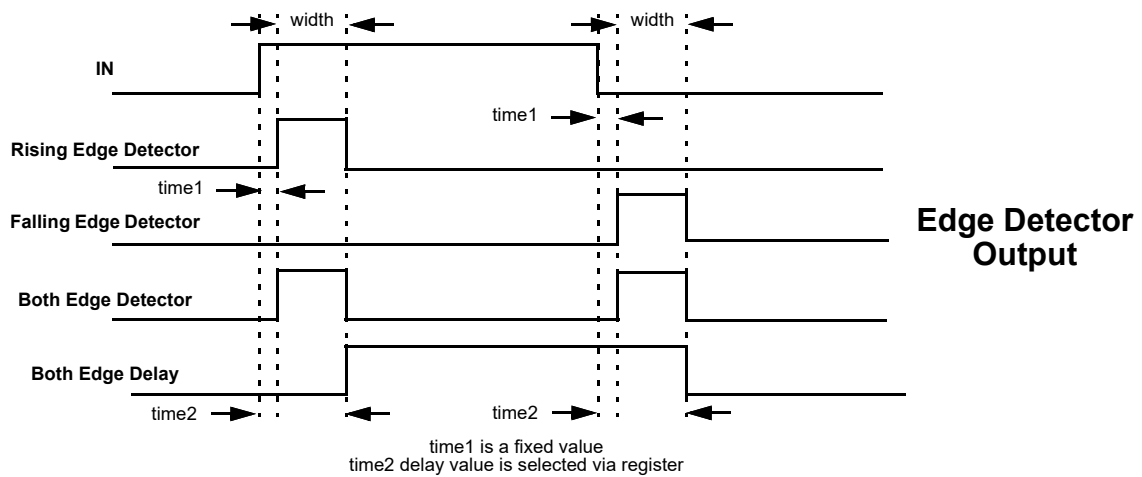 width
width
IN
time1
Rising Edge Detector
time1
Falling Edge Detector
Edge Detector
Output
Both Edge Detector
Both Edge Delay
time2
time2
time1 is a fixed value
time2 delay value is selected via register